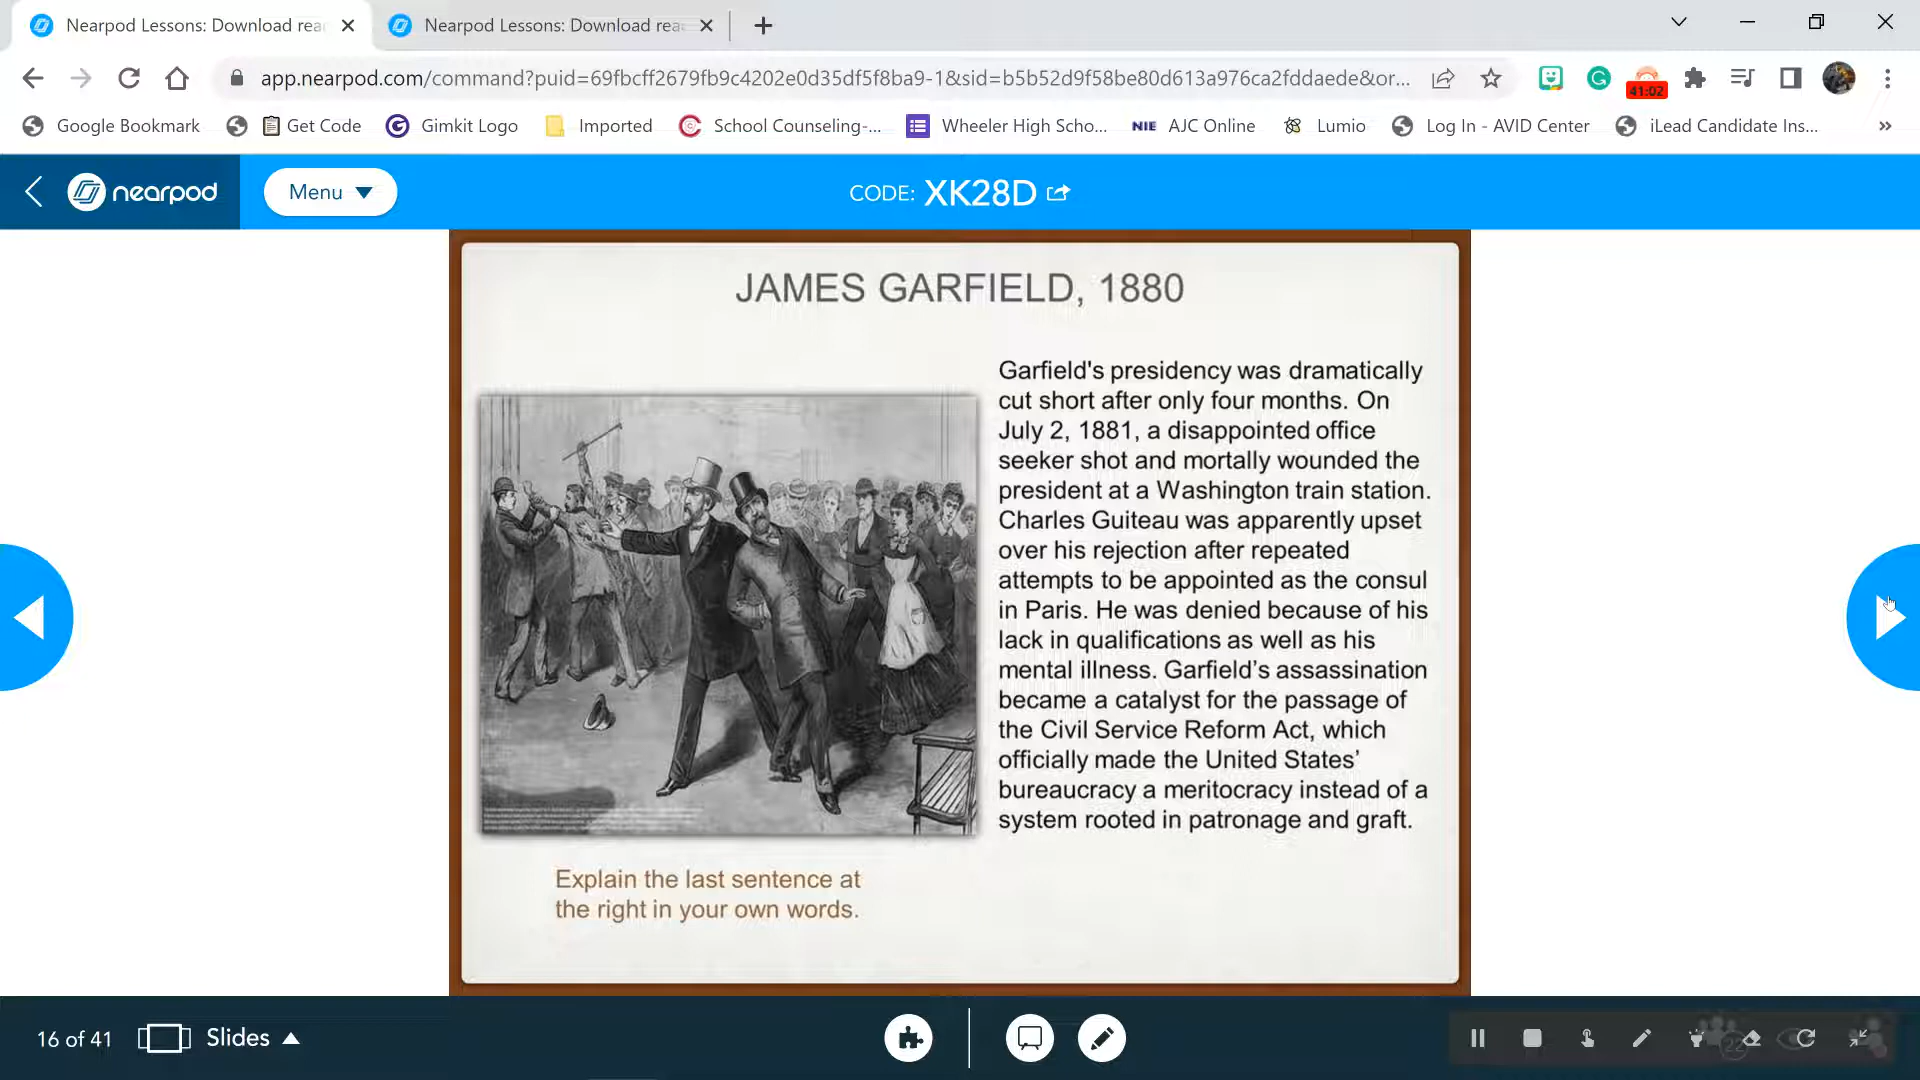 Nearpod Lessons: Download rea
Nearpod Lessons: Download rea
app.nearpod.com/command?puid=69fbcff2679fb9c4202e0d35df5f8ba9-1&sid=b5b52d9f58be80d613a976ca2fddaede&or...
41:02
Google Bookmark
Get Code
Gimkit Logo
Imported
School Counseling-...
Wheeler High Scho...
NIE AJC Online
Lumio
Log In - AVID Center
iLead Candidate Ins...
nearpod
Menu
CODE: XK28D
JAMES GARFIELD, 1880
Garfield's presidency was dramatically
cut short after only four months. On
July 2, 1881, a disappointed office
seeker shot and mortally wounded the
president at a Washington train station.
Charles Guiteau was apparently upset
over his rejection after repeated
attempts to be appointed as the consul
in Paris. He was denied because of his
lack in qualifications as well as his
mental illness. Garfield’s assassination
became a catalyst for the passage of
the Civil Service Reform Act, which
officially made the United States’
bureaucracy a meritocracy instead of a
system rooted in patronage and graft.
Explain the last sentence at
the right in your own words.
16 of 41
Slides
22